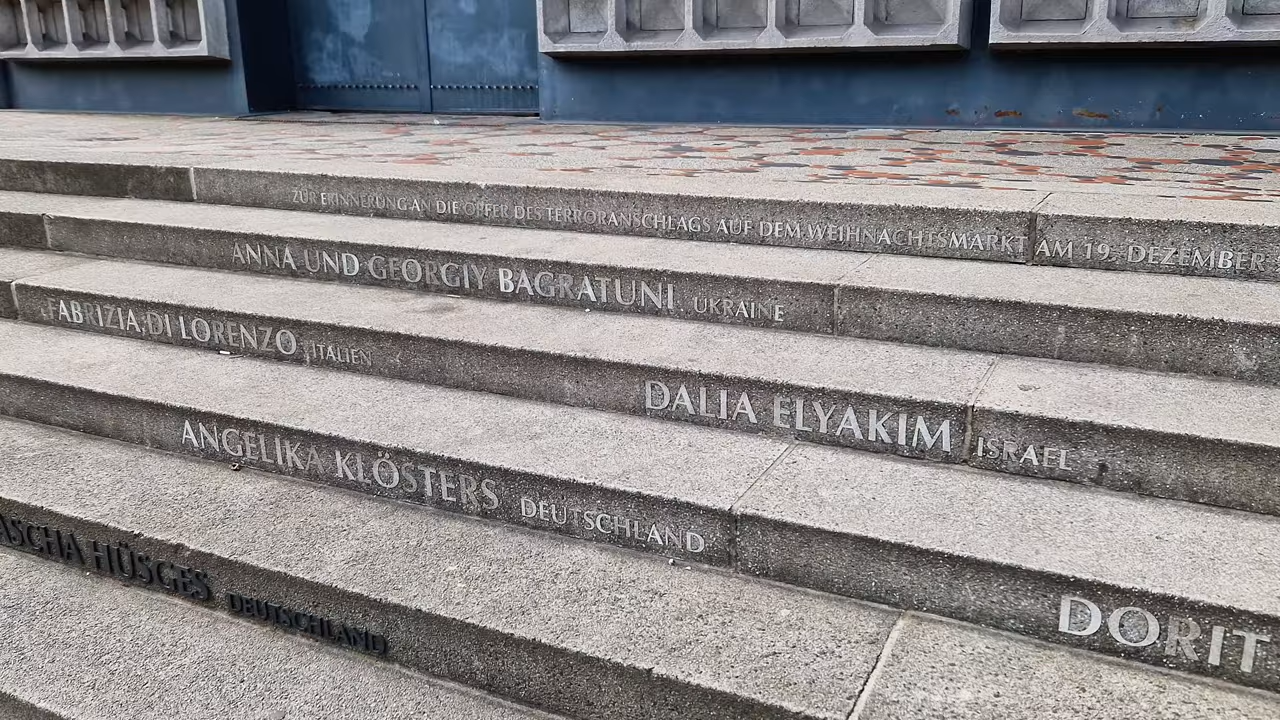 ZUR ERINNERUNG AN DIE OPFER DES TERRORANSCHLAGS AUF DEM WEIHNACHTSMARKT AM 19. DEZEMBER
ANNA UND GEORGIY BAGRATUNI UKRAINE
FABRIZIA DI LORENZO ITALIEN
DALIA ELYAKIM ISRAEL
ANGELIKA KLÖSTERS DEUTSCHLAND
DORIT
ASCHA HÜSGES DEUTSCHLAND